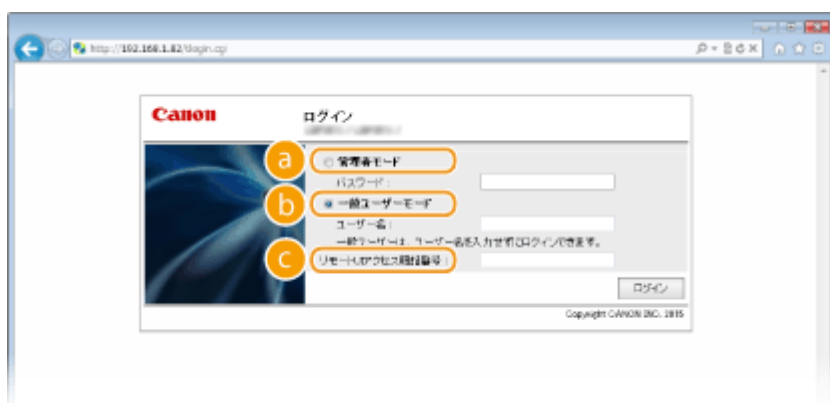 http://192.168.1.82/tlogin.cgi
Canon
ログイン
a
管理者モード
パスワード：
b
一般ユーザーモード
ユーザー名：
一般ユーザーは、ユーザー名を入力せずにログインできます。
c
リモートUIアクセス暗証番号：
ログイン
Copyright CANON INC. 2015